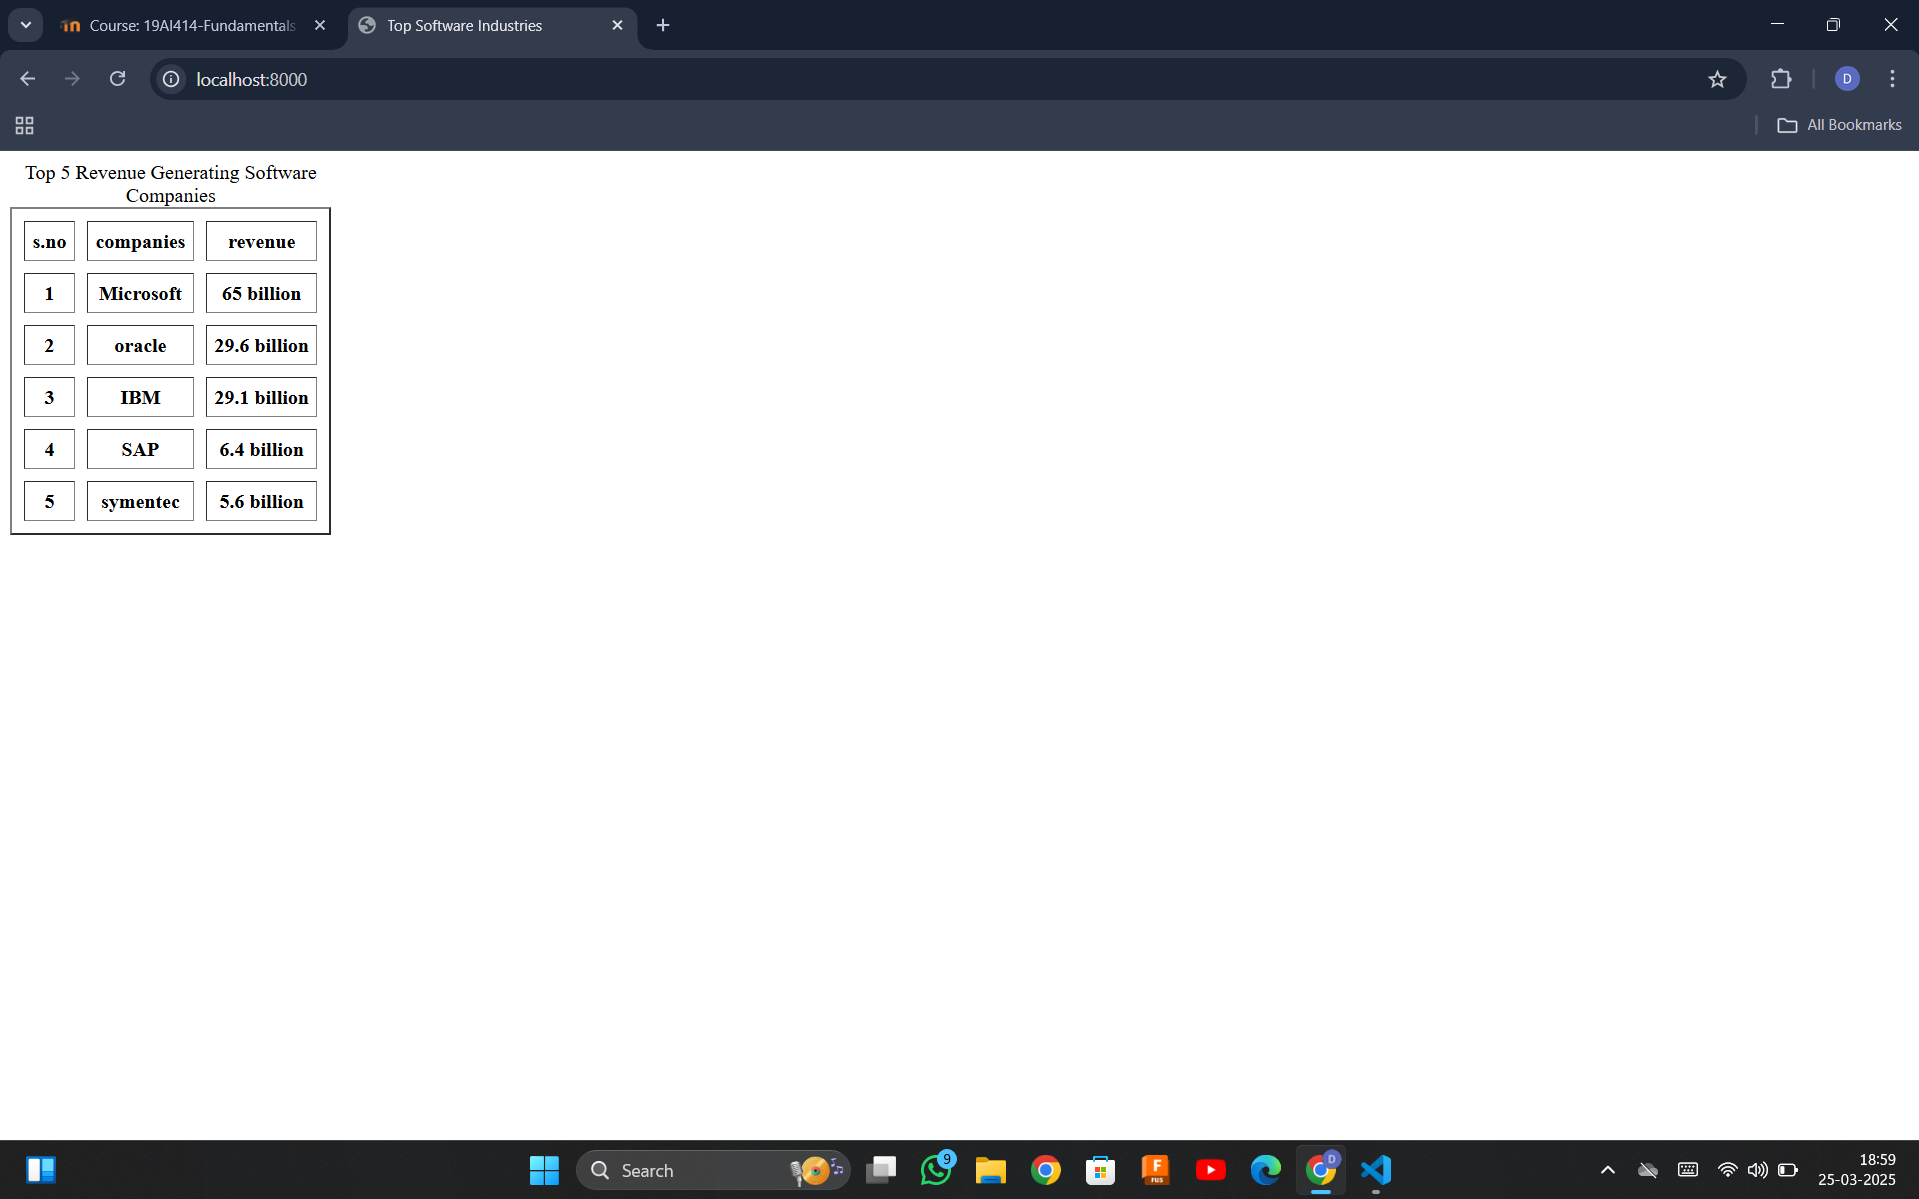 Course: 19AI414-Fundamentals
Top Software Industries
localhost:8000
D
All Bookmarks
Top 5 Revenue Generating Software
Companies
s.no companies revenue
1 Microsoft 65 billion
2 oracle 29.6 billion
3 IBM 29.1 billion
4 SAP 6.4 billion
5 symentec 5.6 billion
Search
9
F
FUS
D
18:59
25-03-2025